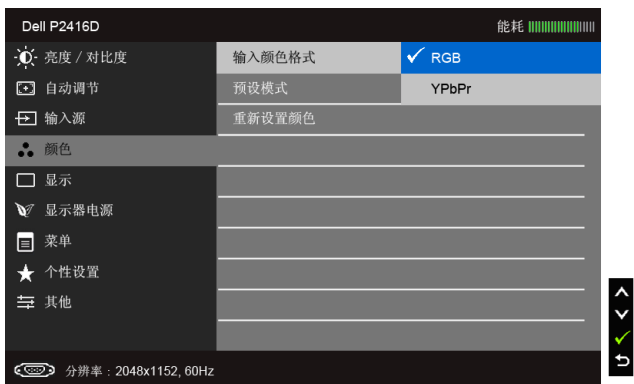 Dell P2416D 能耗
亮度 / 对比度 输入颜色格式 RGB
自动调节 预设模式 YPbPr
输入源 重新设置颜色
颜色
显示
显示器电源
菜单
个性设置
其他
分辨率 : 2048x1152, 60Hz